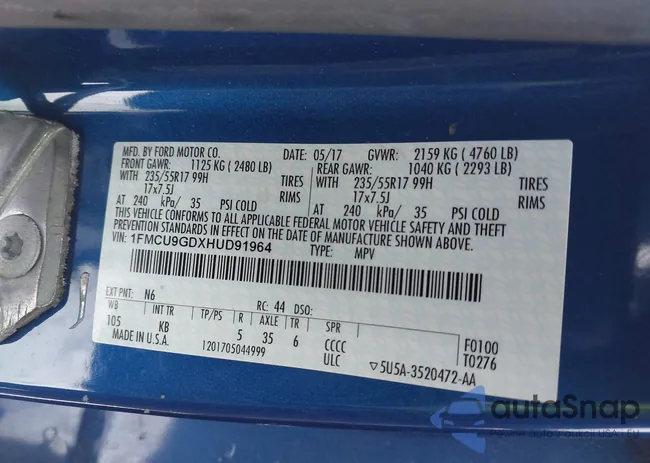 MFD. BY FORD MOTOR CO. DATE: 05/17 GVWR: 2159 KG ( 4760 LB)
FRONT GAWR: 1125 KG ( 2480 LB) REAR GAWR: 1040 KG ( 2293 LB)
WITH 235/55R17 99H TIRES WITH 235/55R17 99H TIRES
17x7.5J RIMS 17x7.5J RIMS
AT 240 kPa/ 35 PSI COLD AT 240 kPa/ 35 PSI COLD
THIS VEHICLE CONFORMS TO ALL APPLICABLE FEDERAL MOTOR VEHICLE SAFETY AND THEFT
PREVENTION STANDARDS IN EFFECT ON THE DATE OF MANUFACTURE SHOWN ABOVE.
VIN: 1FMCU9GDXHUD91964 TYPE: MPV
EXT PNT: N6 RC: 44 DSO:
WB INT TR TP/PS R AXLE TR SPR F0100
105 KB 5 35 6 CCCC T0276
MADE IN U.S.A. 1201705044999 ULC ▽5U5A-3520472-AA
autoSnap